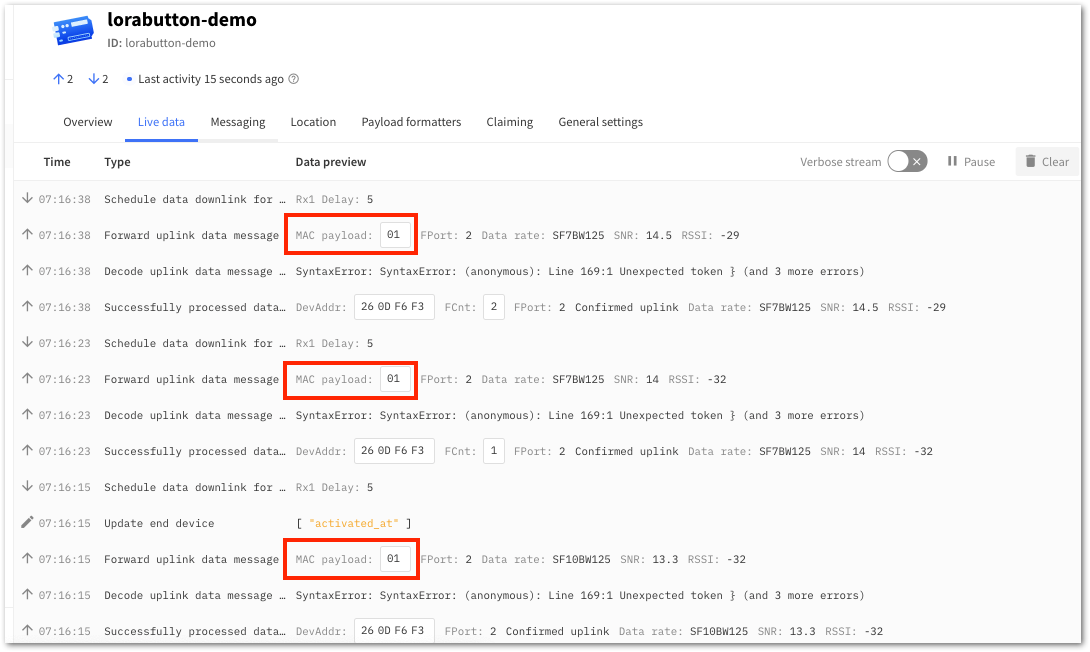 lorabutton-demo
ID: lorabutton-demo
2 2 Last activity 15 seconds ago
Overview Live data Messaging Location Payload formatters Claiming General settings
Time Type Data preview Verbose stream Pause Clear
07:16:38 Schedule data downlink for … Rx1 Delay: 5
07:16:38 Forward uplink data message MAC payload: 01 FPort: 2 Data rate: SF7BW125 SNR: 14.5 RSSI: -29
07:16:38 Decode uplink data message … SyntaxError: SyntaxError: (anonymous): Line 169:1 Unexpected token } (and 3 more errors)
07:16:38 Successfully processed data… DevAddr: 26 0D F6 F3 FCnt: 2 FPort: 2 Confirmed uplink Data rate: SF7BW125 SNR: 14.5 RSSI: -29
07:16:23 Schedule data downlink for … Rx1 Delay: 5
07:16:23 Forward uplink data message MAC payload: 01 FPort: 2 Data rate: SF7BW125 SNR: 14 RSSI: -32
07:16:23 Decode uplink data message … SyntaxError: SyntaxError: (anonymous): Line 169:1 Unexpected token } (and 3 more errors)
07:16:23 Successfully processed data… DevAddr: 26 0D F6 F3 FCnt: 1 FPort: 2 Confirmed uplink Data rate: SF7BW125 SNR: 14 RSSI: -32
07:16:15 Schedule data downlink for … Rx1 Delay: 5
07:16:15 Update end device [ "activated_at" ]
07:16:15 Forward uplink data message MAC payload: 01 FPort: 2 Data rate: SF10BW125 SNR: 13.3 RSSI: -32
07:16:15 Decode uplink data message … SyntaxError: SyntaxError: (anonymous): Line 169:1 Unexpected token } (and 3 more errors)
07:16:15 Successfully processed data… DevAddr: 26 0D F6 F3 FPort: 2 Confirmed uplink Data rate: SF10BW125 SNR: 13.3 RSSI: -32